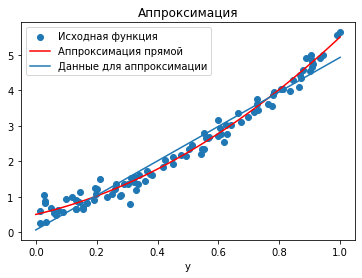 Аппроксимация
Исходная функция
Аппроксимация прямой
Данные для аппроксимации
5
4
3
2
1
0
0.0 0.2 0.4 0.6 0.8 1.0
y